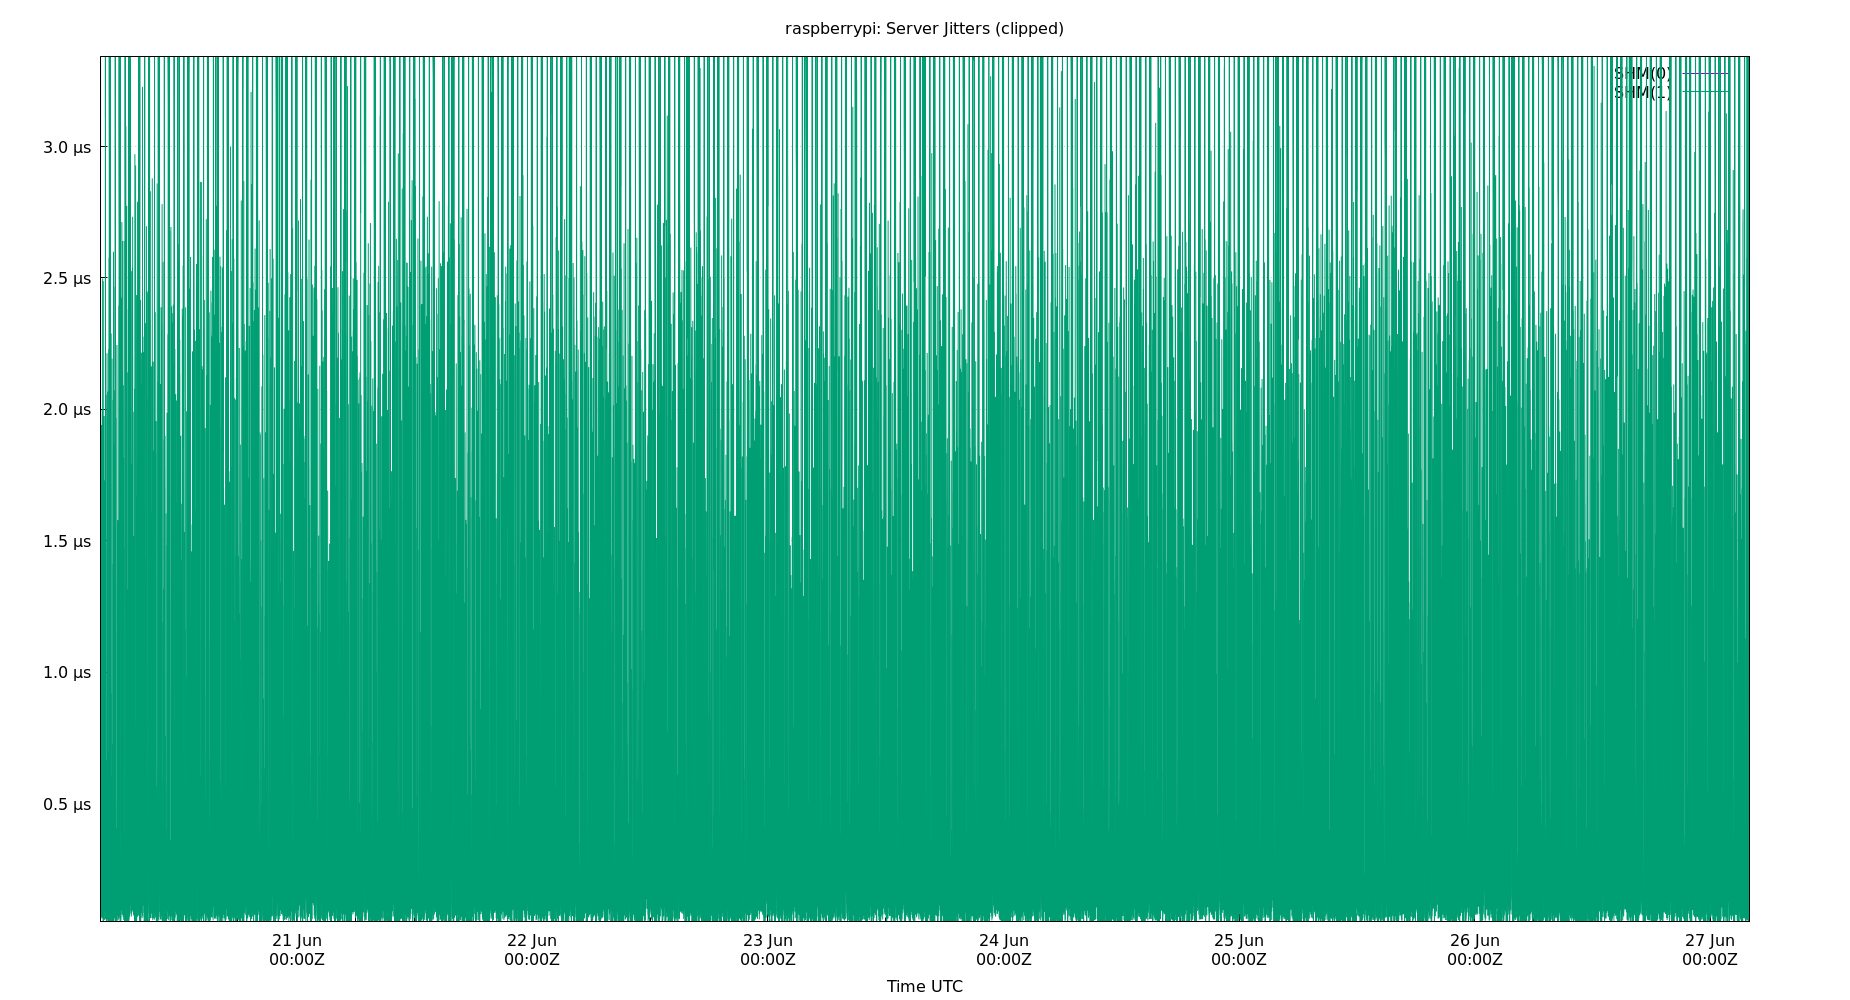 raspberrypi: Server Jitters (clipped)
SHM(0)
SHM(1)
3.0 µs
2.5 µs
2.0 µs
1.5 µs
1.0 µs
0.5 µs
21 Jun 22 Jun 23 Jun 24 Jun 25 Jun 26 Jun 27 Jun
00:00Z 00:00Z 00:00Z 00:00Z 00:00Z 00:00Z 00:00Z
Time UTC